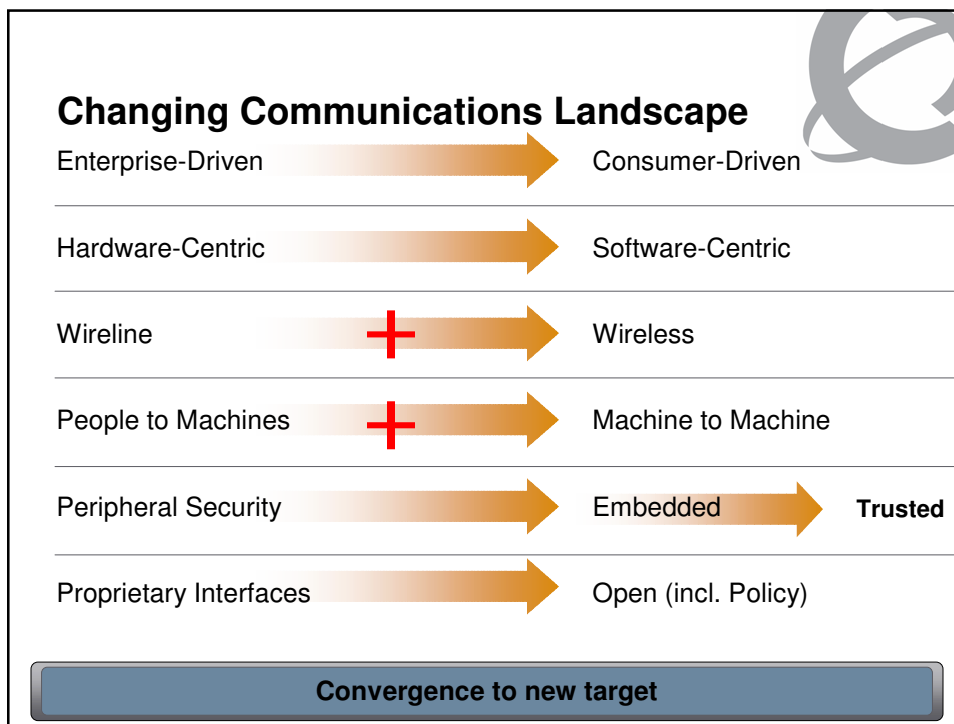 Changing Communications Landscape
Enterprise-Driven Consumer-Driven
Hardware-Centric Software-Centric
Wireline Wireless
People to Machines Machine to Machine
Peripheral Security Embedded Trusted
Proprietary Interfaces Open (incl. Policy)
Convergence to new target